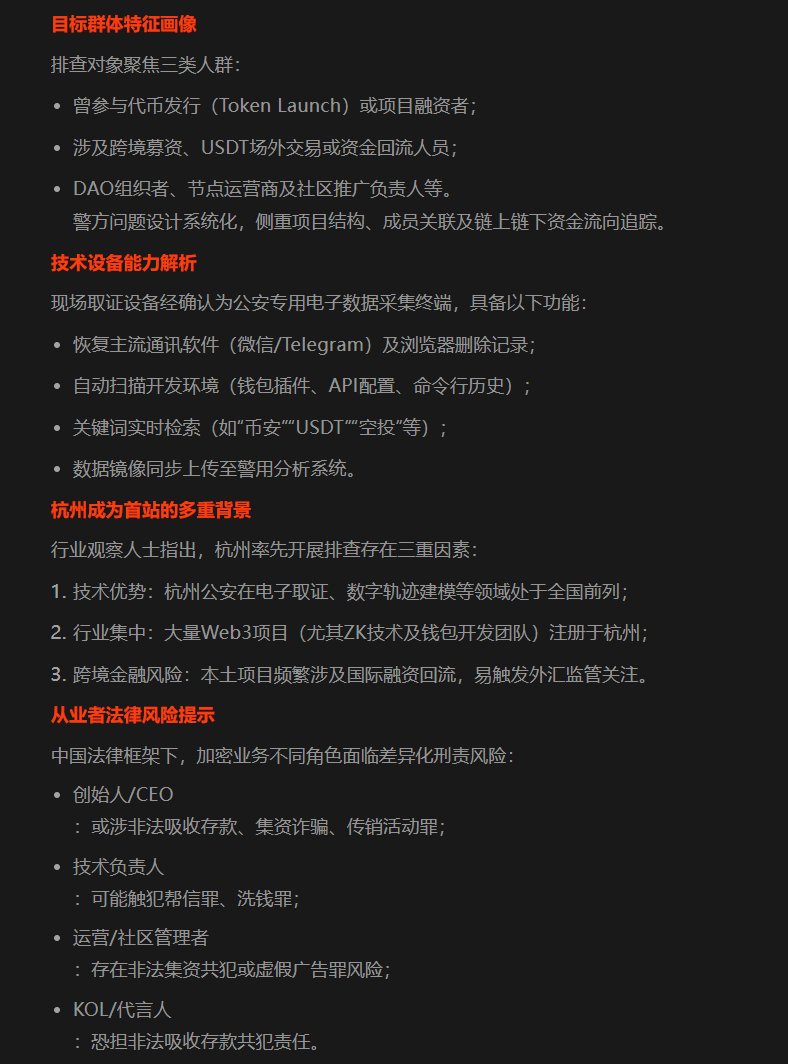 目标群体特征画像
排查对象聚焦三类人群：
• 曾参与代币发行（Token Launch）或项目融资者；
• 涉及跨境募资、USDT场外交易或资金回流人员；
• DAO组织者、节点运营商及社区推广负责人等。
警方问题设计系统化，侧重项目结构、成员关联及链上链下资金流向追踪。
技术设备能力解析
现场取证设备经确认为公安专用电子数据采集终端，具备以下功能：
• 恢复主流通讯软件（微信/Telegram）及浏览器删除记录；
• 自动扫描开发环境（钱包插件、API配置、命令行历史）；
• 关键词实时检索（如“币安”“USDT”“空投”等）；
• 数据镜像同步上传至警用分析系统。
杭州成为首站的多重背景
行业观察人士指出，杭州率先开展排查存在三重因素：
1. 技术优势：杭州公安在电子取证、数字轨迹建模等领域处于全国前列；
2. 行业集中：大量Web3项目（尤其ZK技术及钱包开发团队）注册于杭州；
3. 跨境金融风险：本土项目频繁涉及国际融资回流，易触发外汇监管关注。
从业者法律风险提示
中国法律框架下，加密业务不同角色面临差异化刑责风险：
• 创始人/CEO
：或涉非法吸收存款、集资诈骗、传销活动罪；
• 技术负责人
：可能触犯帮信罪、洗钱罪；
• 运营/社区管理者
：存在非法集资共犯或虚假广告罪风险；
• KOL/代言人
：恐担非法吸收存款共犯责任。